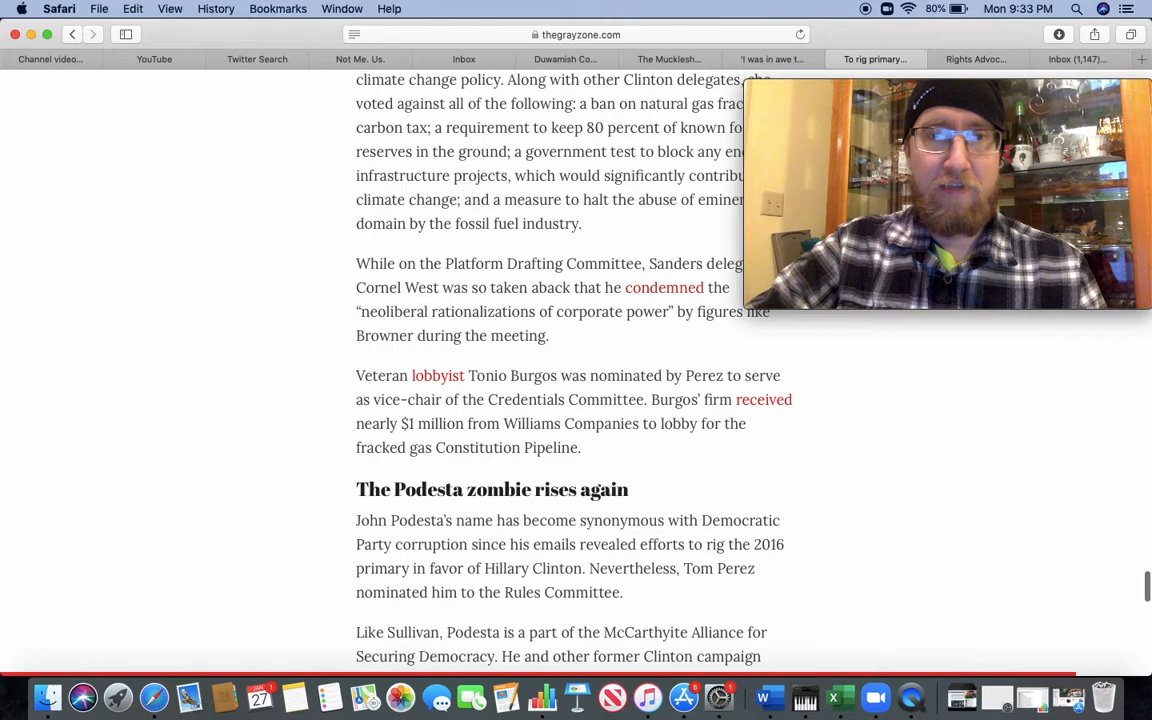 Safari File Edit View History Bookmarks Window Help 80% Mon 9:33 PM
thegrayzone.com
Channel video... YouTube Twitter Search Not Me. Us. Inbox Duwamish Co... The Mucklesh... 'I was in awe t... To rig primary... Rights Advoc... Inbox (1,147)...
climate change policy. Along with other Clinton delegates, she
voted against all of the following: a ban on natural gas frac
carbon tax; a requirement to keep 80 percent of known fo
reserves in the ground; a government test to block any en
infrastructure projects, which would significantly contribu
climate change; and a measure to halt the abuse of eminen
domain by the fossil fuel industry.
While on the Platform Drafting Committee, Sanders deleg
Cornel West was so taken aback that he condemned the
“neoliberal rationalizations of corporate power” by figures like
Browner during the meeting.
Veteran lobbyist Tonio Burgos was nominated by Perez to serve
as vice-chair of the Credentials Committee. Burgos’ firm received
nearly $1 million from Williams Companies to lobby for the
fracked gas Constitution Pipeline.
The Podesta zombie rises again
John Podesta’s name has become synonymous with Democratic
Party corruption since his emails revealed efforts to rig the 2016
primary in favor of Hillary Clinton. Nevertheless, Tom Perez
nominated him to the Rules Committee.
Like Sullivan, Podesta is a part of the McCarthyite Alliance for
Securing Democracy. He and other former Clinton campaign
JAN
27
1
6
1